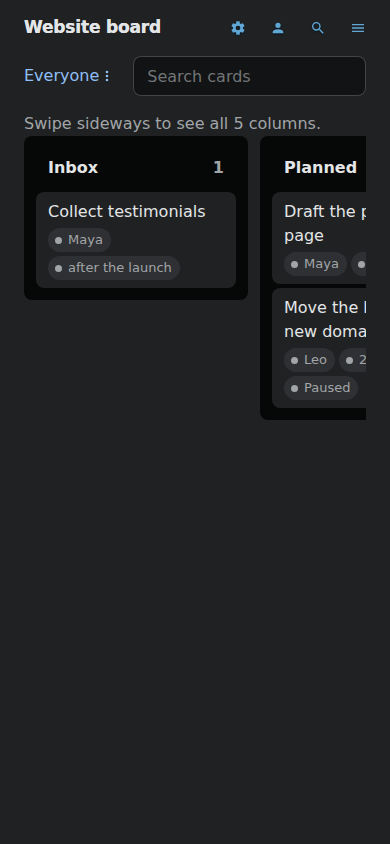 Website board
Everyone
Search cards
Swipe sideways to see all 5 columns.
Inbox 1
Collect testimonials
Maya
after the launch
Planned
Draft the
page
Maya
Move the
new doma
Leo 2
Paused